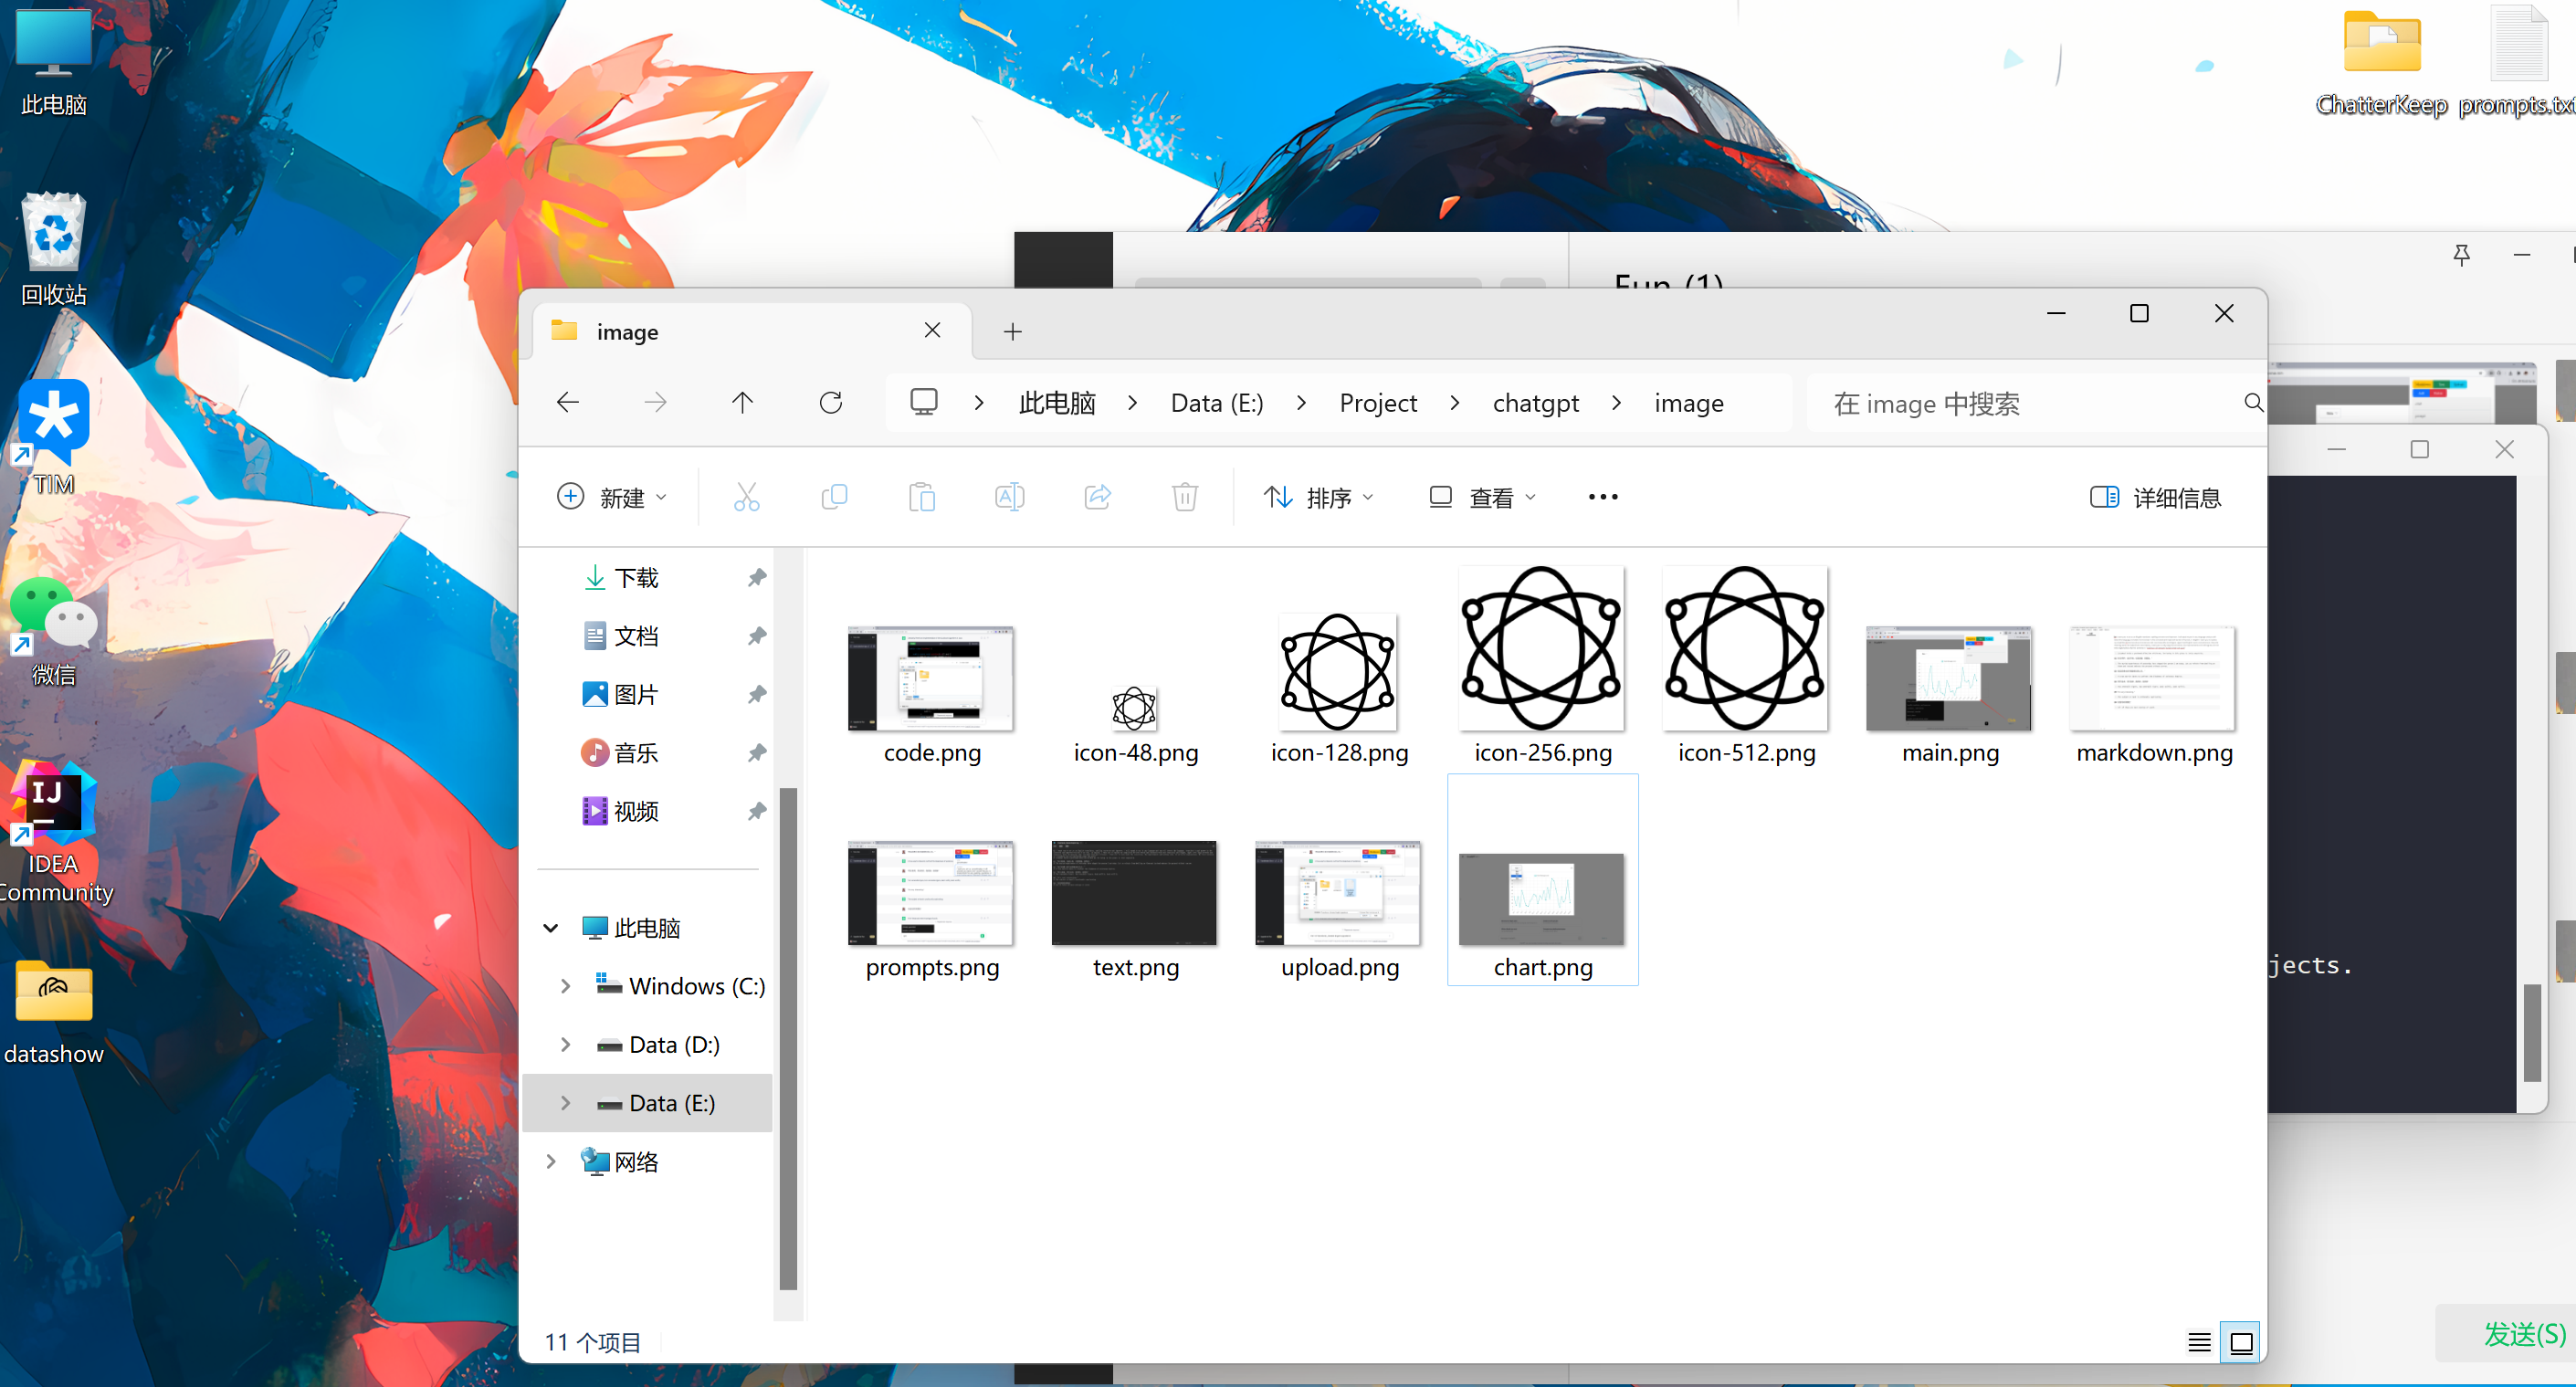 此电脑
回收站
TIM
微信
IJ
IDEA
Community
datashow
ChatterKeep
prompts.txt
Fun (1)
image
此电脑 > Data (E:) > Project > chatgpt > image
在 image 中搜索
新建
排序
查看
详细信息
下载
文档
图片
音乐
视频
此电脑
Windows (C:)
Data (D:)
Data (E:)
网络
code.png
icon-48.png
icon-128.png
icon-256.png
icon-512.png
main.png
markdown.png
prompts.png
text.png
upload.png
chart.png
11 个项目
jects.
发送(S)